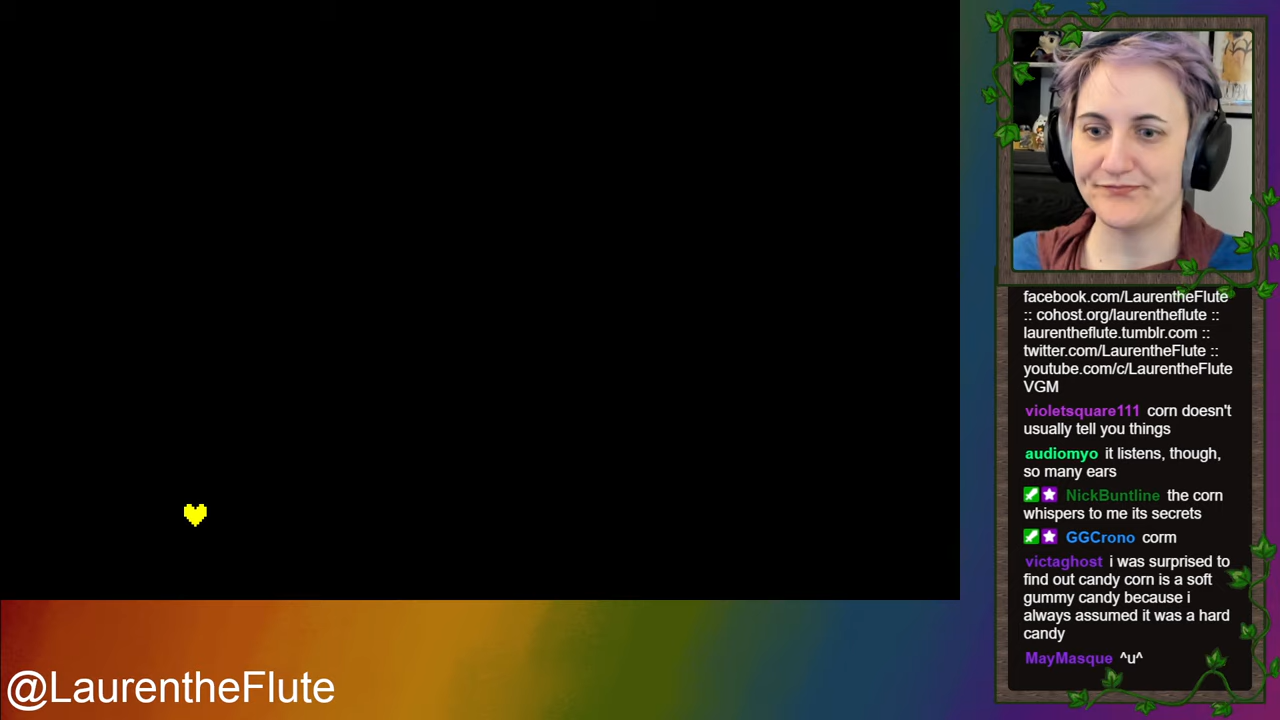 facebook.com/LaurentheFlute
:: cohost.org/laurentheflute ::
laurentheflute.tumblr.com ::
twitter.com/LaurentheFlute ::
youtube.com/c/LaurentheFlute
VGM
violetsquare111 corn doesn't
usually tell you things
audiomyo it listens, though,
so many ears
NickBuntline the corn
whispers to me its secrets
GGCrono corm
victaghost i was surprised to
find out candy corn is a soft
gummy candy because i
always assumed it was a hard
candy
MayMasque ^u^
@LaurentheFlute